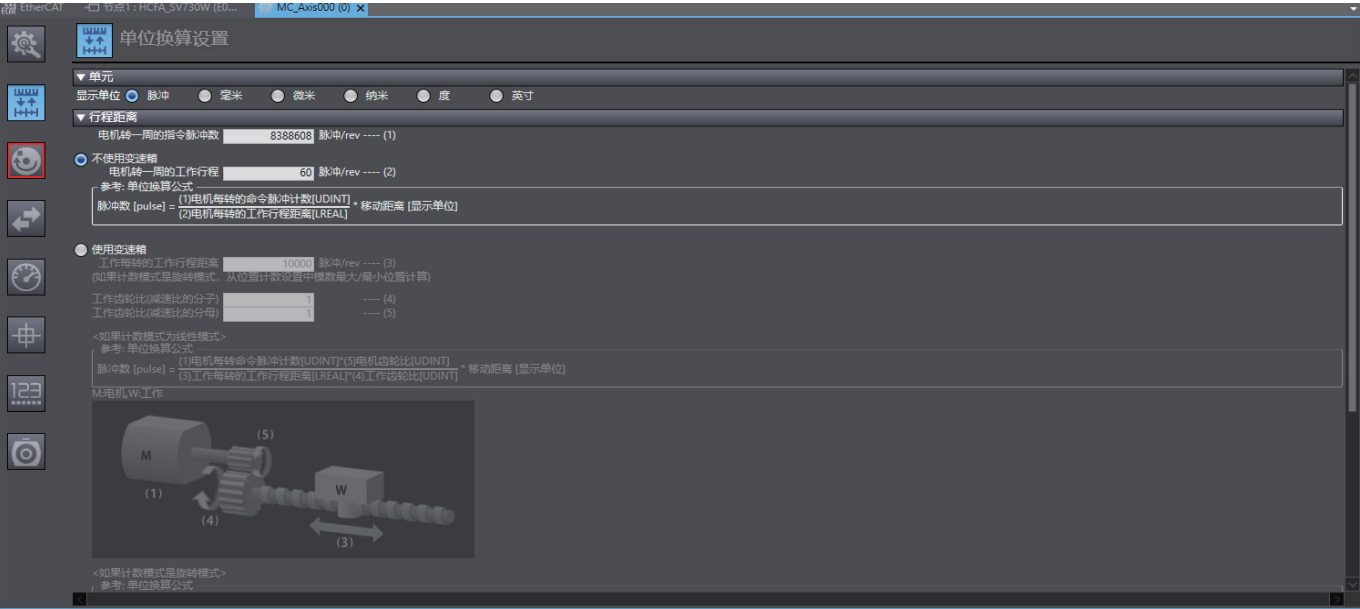 EtherCAT 节点1 : HCFA_SV730W (E0... MC_Axis000 (0) x
单位换算设置
▼单元
显示单位 脉冲 毫米 微米 纳米 度 英寸
▼行程距离
电机转一周的指令脉冲数 8388608 脉冲/rev ---- (1)
不使用变速箱
电机转一周的工作行程 60 脉冲/rev ---- (2)
参考: 单位换算公式
脉冲数 [pulse] = (1)电机每转的命令脉冲计数[UDINT] * 移动距离 [显示单位]
(2)电机每转的工作行程距离[LREAL]
使用变速箱
工作每转的工作行程距离 10000 脉冲/rev ---- (3)
(如果计数模式是旋转模式，从位置计数设置中模数最大/最小位置计算)
工作齿轮比(减速比的分子) 1 ---- (4)
工作齿轮比(减速比的分母) 1 ---- (5)
<如果计数模式为线性模式>
参考: 单位换算公式
脉冲数 [pulse] = (1)电机每转命令脉冲计数[UDINT]*(5)电机齿轮比[UDINT] * 移动距离 [显示单位]
(3)工作每转的工作行程距离[LREAL]*(4)工作齿轮比[UDINT]
M:电机,W:工作
(5)
M
W
(1)
(4)
(3)
<如果计数模式是旋转模式>
参考: 单位换算公式
123